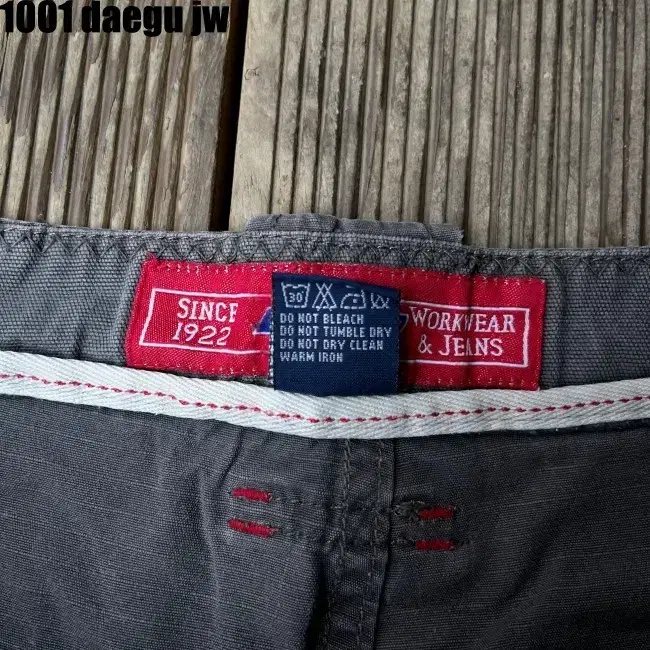 1001 daegu jw
SINCE
1922
30
DO NOT BLEACH
DO NOT TUMBLE DRY
DO NOT DRY CLEAN
WARM IRON
WORKWEAR
& JEANS